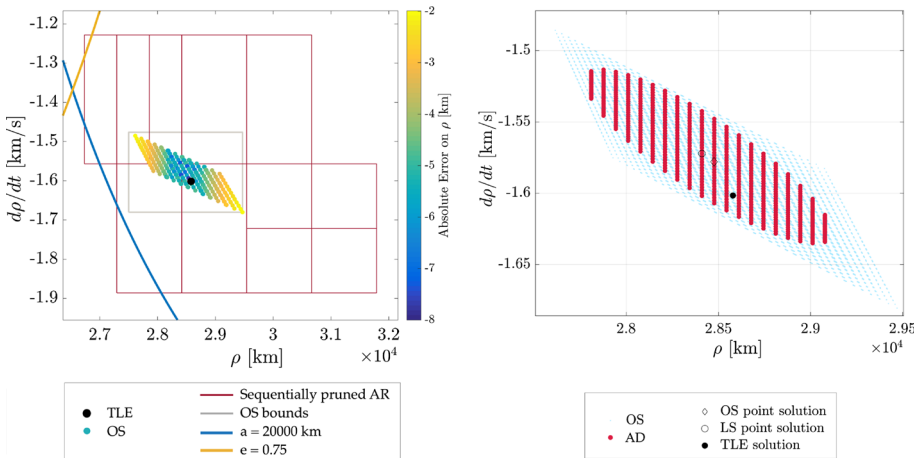 -1.2
-1.3
-1.4
-1.5
-1.6
-1.7
-1.8
-1.9
dρ/dt [km/s]
2.7 2.8 2.9 3 3.1 3.2
ρ [km]
×10⁴
-2
-3
-4
-5
-6
-7
-8
Absolute Error on ρ [km]
TLE
OS
Sequentially pruned AR
OS bounds
a = 20000 km
e = 0.75
-1.5
-1.55
-1.6
-1.65
dρ/dt [km/s]
2.8 2.85 2.9 2.95
ρ [km]
×10⁴
OS
AD
OS point solution
LS point solution
TLE solution